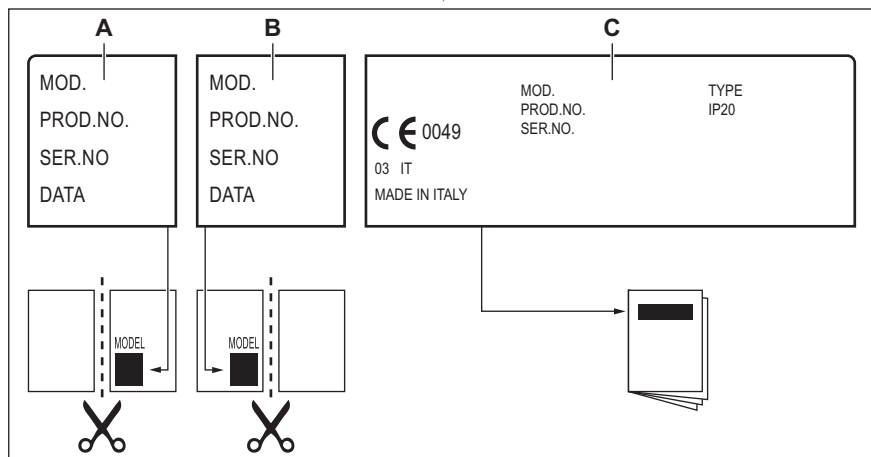 A
B
C
MOD.
PROD.NO.
SER.NO
DATA
MOD.
PROD.NO.
SER.NO
DATA
MOD.
PROD.NO.
SER.NO.
TYPE
IP20
CE 0049
03 IT
MADE IN ITALY
MODEL
MODEL